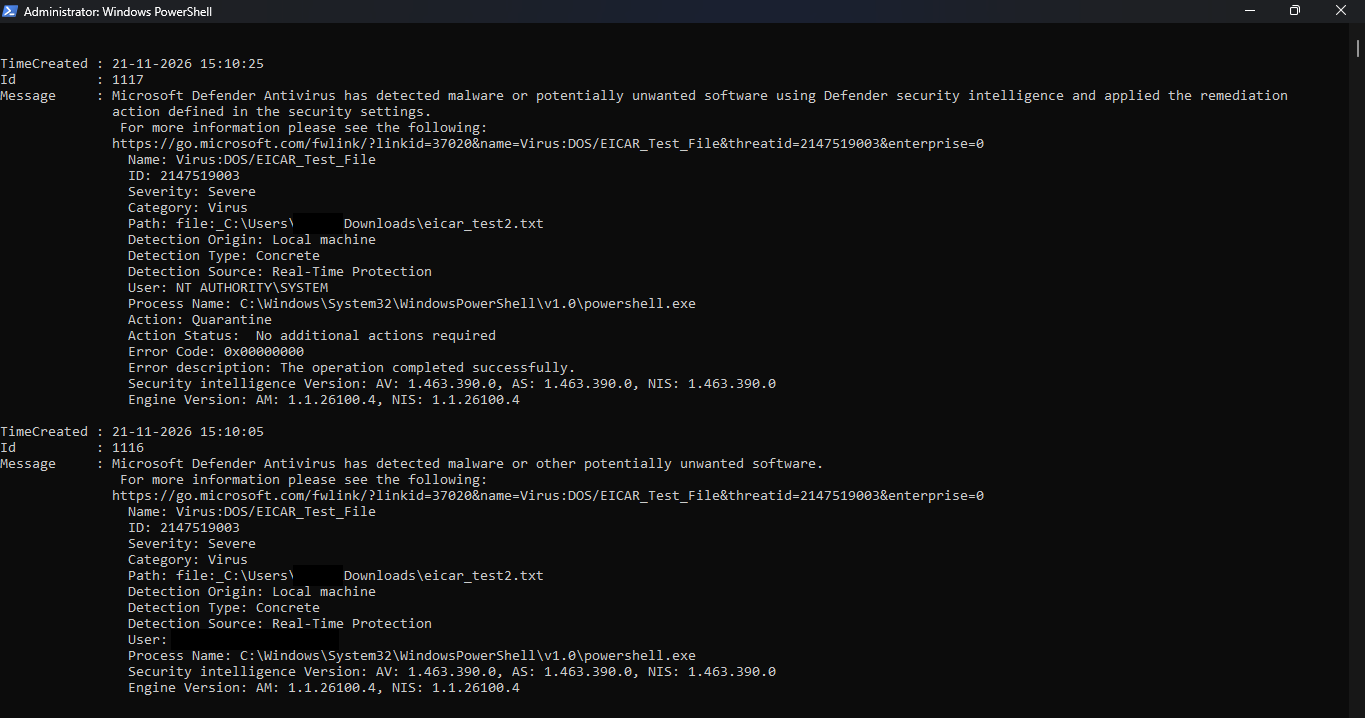 Administrator: Windows PowerShell
TimeCreated : 21-11-2026 15:10:25
Id : 1117
Message : Microsoft Defender Antivirus has detected malware or potentially unwanted software using Defender security intelligence and applied the remediation
action defined in the security settings.
For more information please see the following:
https://go.microsoft.com/fwlink/?linkid=37020&name=Virus:DOS/EICAR_Test_File&threatid=2147519003&enterprise=0
Name: Virus:DOS/EICAR_Test_File
ID: 2147519003
Severity: Severe
Category: Virus
Path: file:_C:\Users\ Downloads\eicar_test2.txt
Detection Origin: Local machine
Detection Type: Concrete
Detection Source: Real-Time Protection
User: NT AUTHORITY\SYSTEM
Process Name: C:\Windows\System32\WindowsPowerShell\v1.0\powershell.exe
Action: Quarantine
Action Status:  No additional actions required
Error Code: 0x00000000
Error description: The operation completed successfully.
Security intelligence Version: AV: 1.463.390.0, AS: 1.463.390.0, NIS: 1.463.390.0
Engine Version: AM: 1.1.26100.4, NIS: 1.1.26100.4
TimeCreated : 21-11-2026 15:10:05
Id : 1116
Message : Microsoft Defender Antivirus has detected malware or other potentially unwanted software.
For more information please see the following:
https://go.microsoft.com/fwlink/?linkid=37020&name=Virus:DOS/EICAR_Test_File&threatid=2147519003&enterprise=0
Name: Virus:DOS/EICAR_Test_File
ID: 2147519003
Severity: Severe
Category: Virus
Path: file:_C:\Users\ Downloads\eicar_test2.txt
Detection Origin: Local machine
Detection Type: Concrete
Detection Source: Real-Time Protection
User:
Process Name: C:\Windows\System32\WindowsPowerShell\v1.0\powershell.exe
Security intelligence Version: AV: 1.463.390.0, AS: 1.463.390.0, NIS: 1.463.390.0
Engine Version: AM: 1.1.26100.4, NIS: 1.1.26100.4